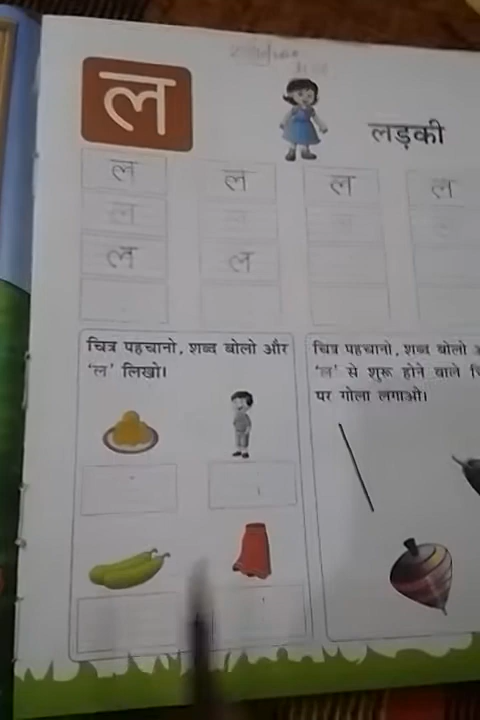 ल
लड़की
ल ल ल ल
ल
ल ल
चित्र पहचानो, शब्द बोलो और
'ल' लिखो।
चित्र पहचानो, शब्द बोलो
'ल' से शुरू होने वाले
पर गोला लगाओ।